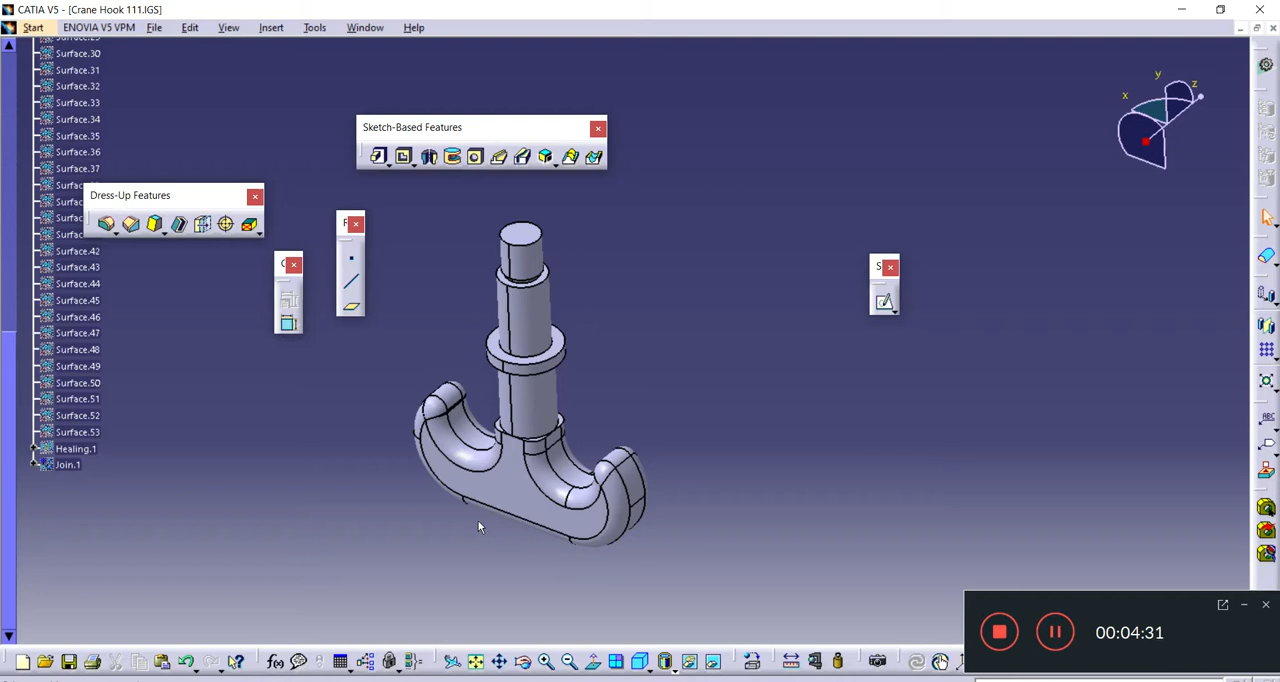 CATIA V5 - [Crane Hook 111.IGS]
Start ENOVIA V5 VPM File Edit View Insert Tools Window Help
Surface.30
Surface.31
Surface.32
Surface.33
Surface.34
Surface.35
Surface.36
Surface.37
Surface.42
Surface.43
Surface.44
Surface.45
Surface.46
Surface.47
Surface.48
Surface.49
Surface.50
Surface.51
Surface.52
Surface.53
Healing.1
Join.1
Sketch-Based Features
Dress-Up Features
x y z
ABC
f(x)
00:04:31